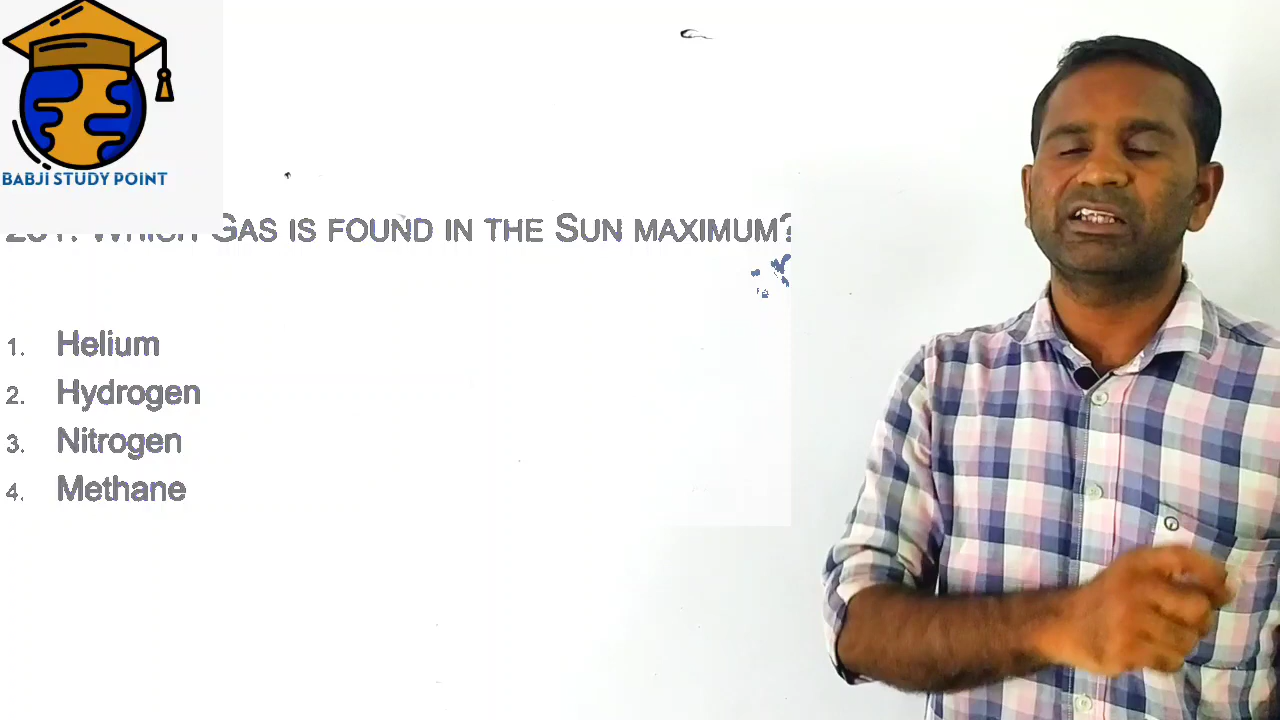 BABJI STUDY POINT
GAS IS FOUND IN THE SUN MAXIMUM?
1. Helium
2. Hydrogen
3. Nitrogen
4. Methane